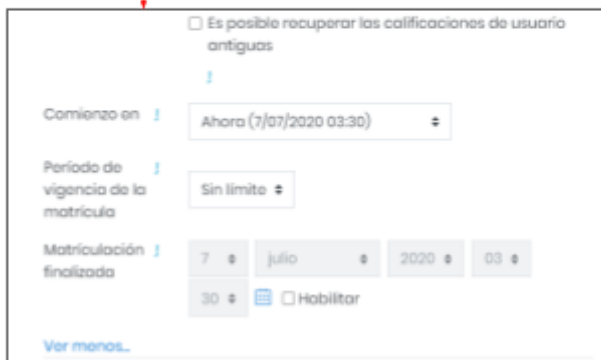 Es posible recuperar las calificaciones de usuario
antiguas
Comienzo en
Ahora (7/07/2020 03:30)
Período de
vigencia de la
matrícula
Sin límite
Matriculación
finalizada
7 julio 2020 03
30 Habilitar
Ver menos...